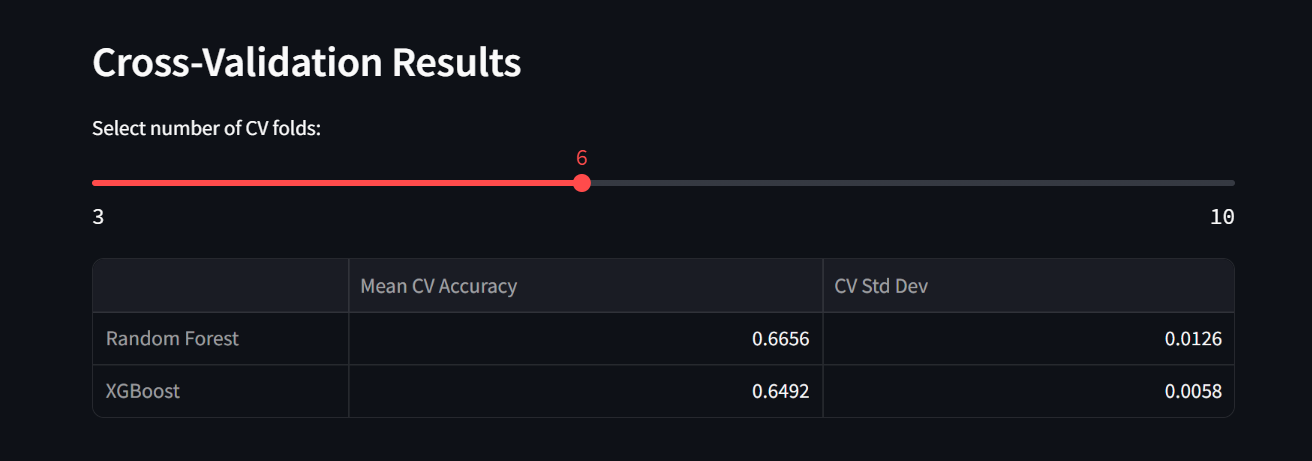 Cross-Validation Results
Select number of CV folds:
6
3 10
Mean CV Accuracy CV Std Dev
Random Forest 0.6656 0.0126
XGBoost 0.6492 0.0058